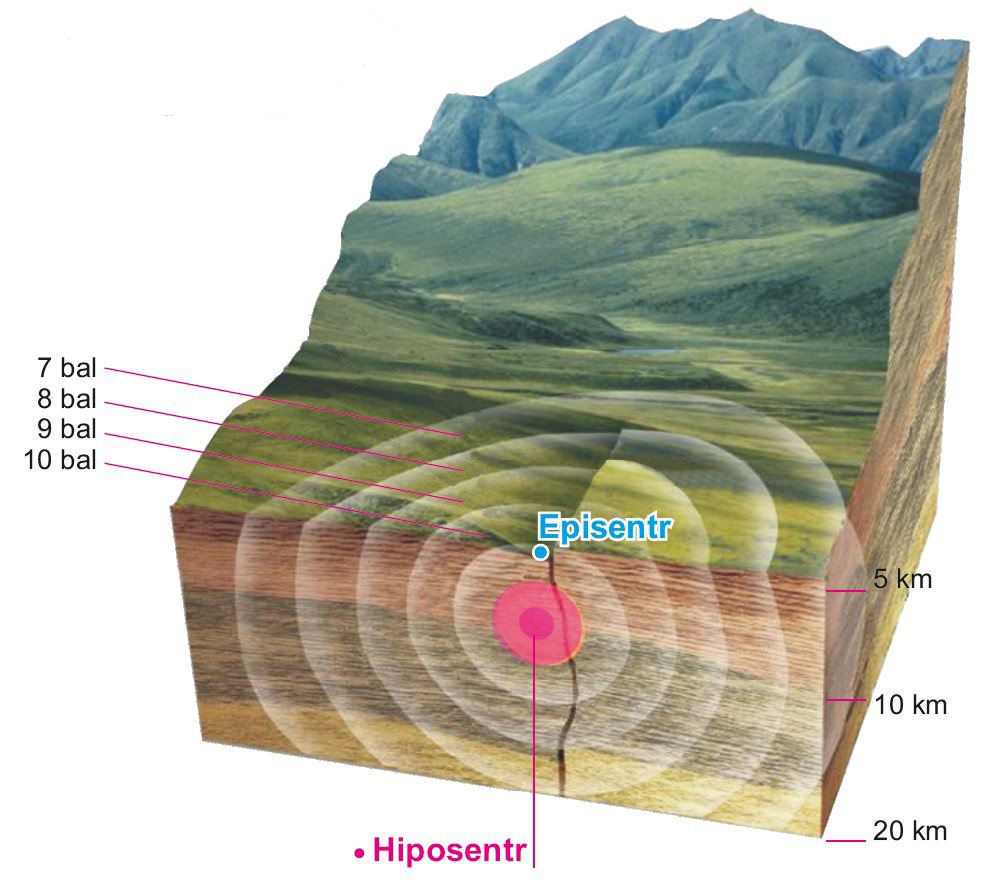 7 bal
8 bal
9 bal
10 bal
Episentr
5 km
10 km
20 km
• Hiposentr